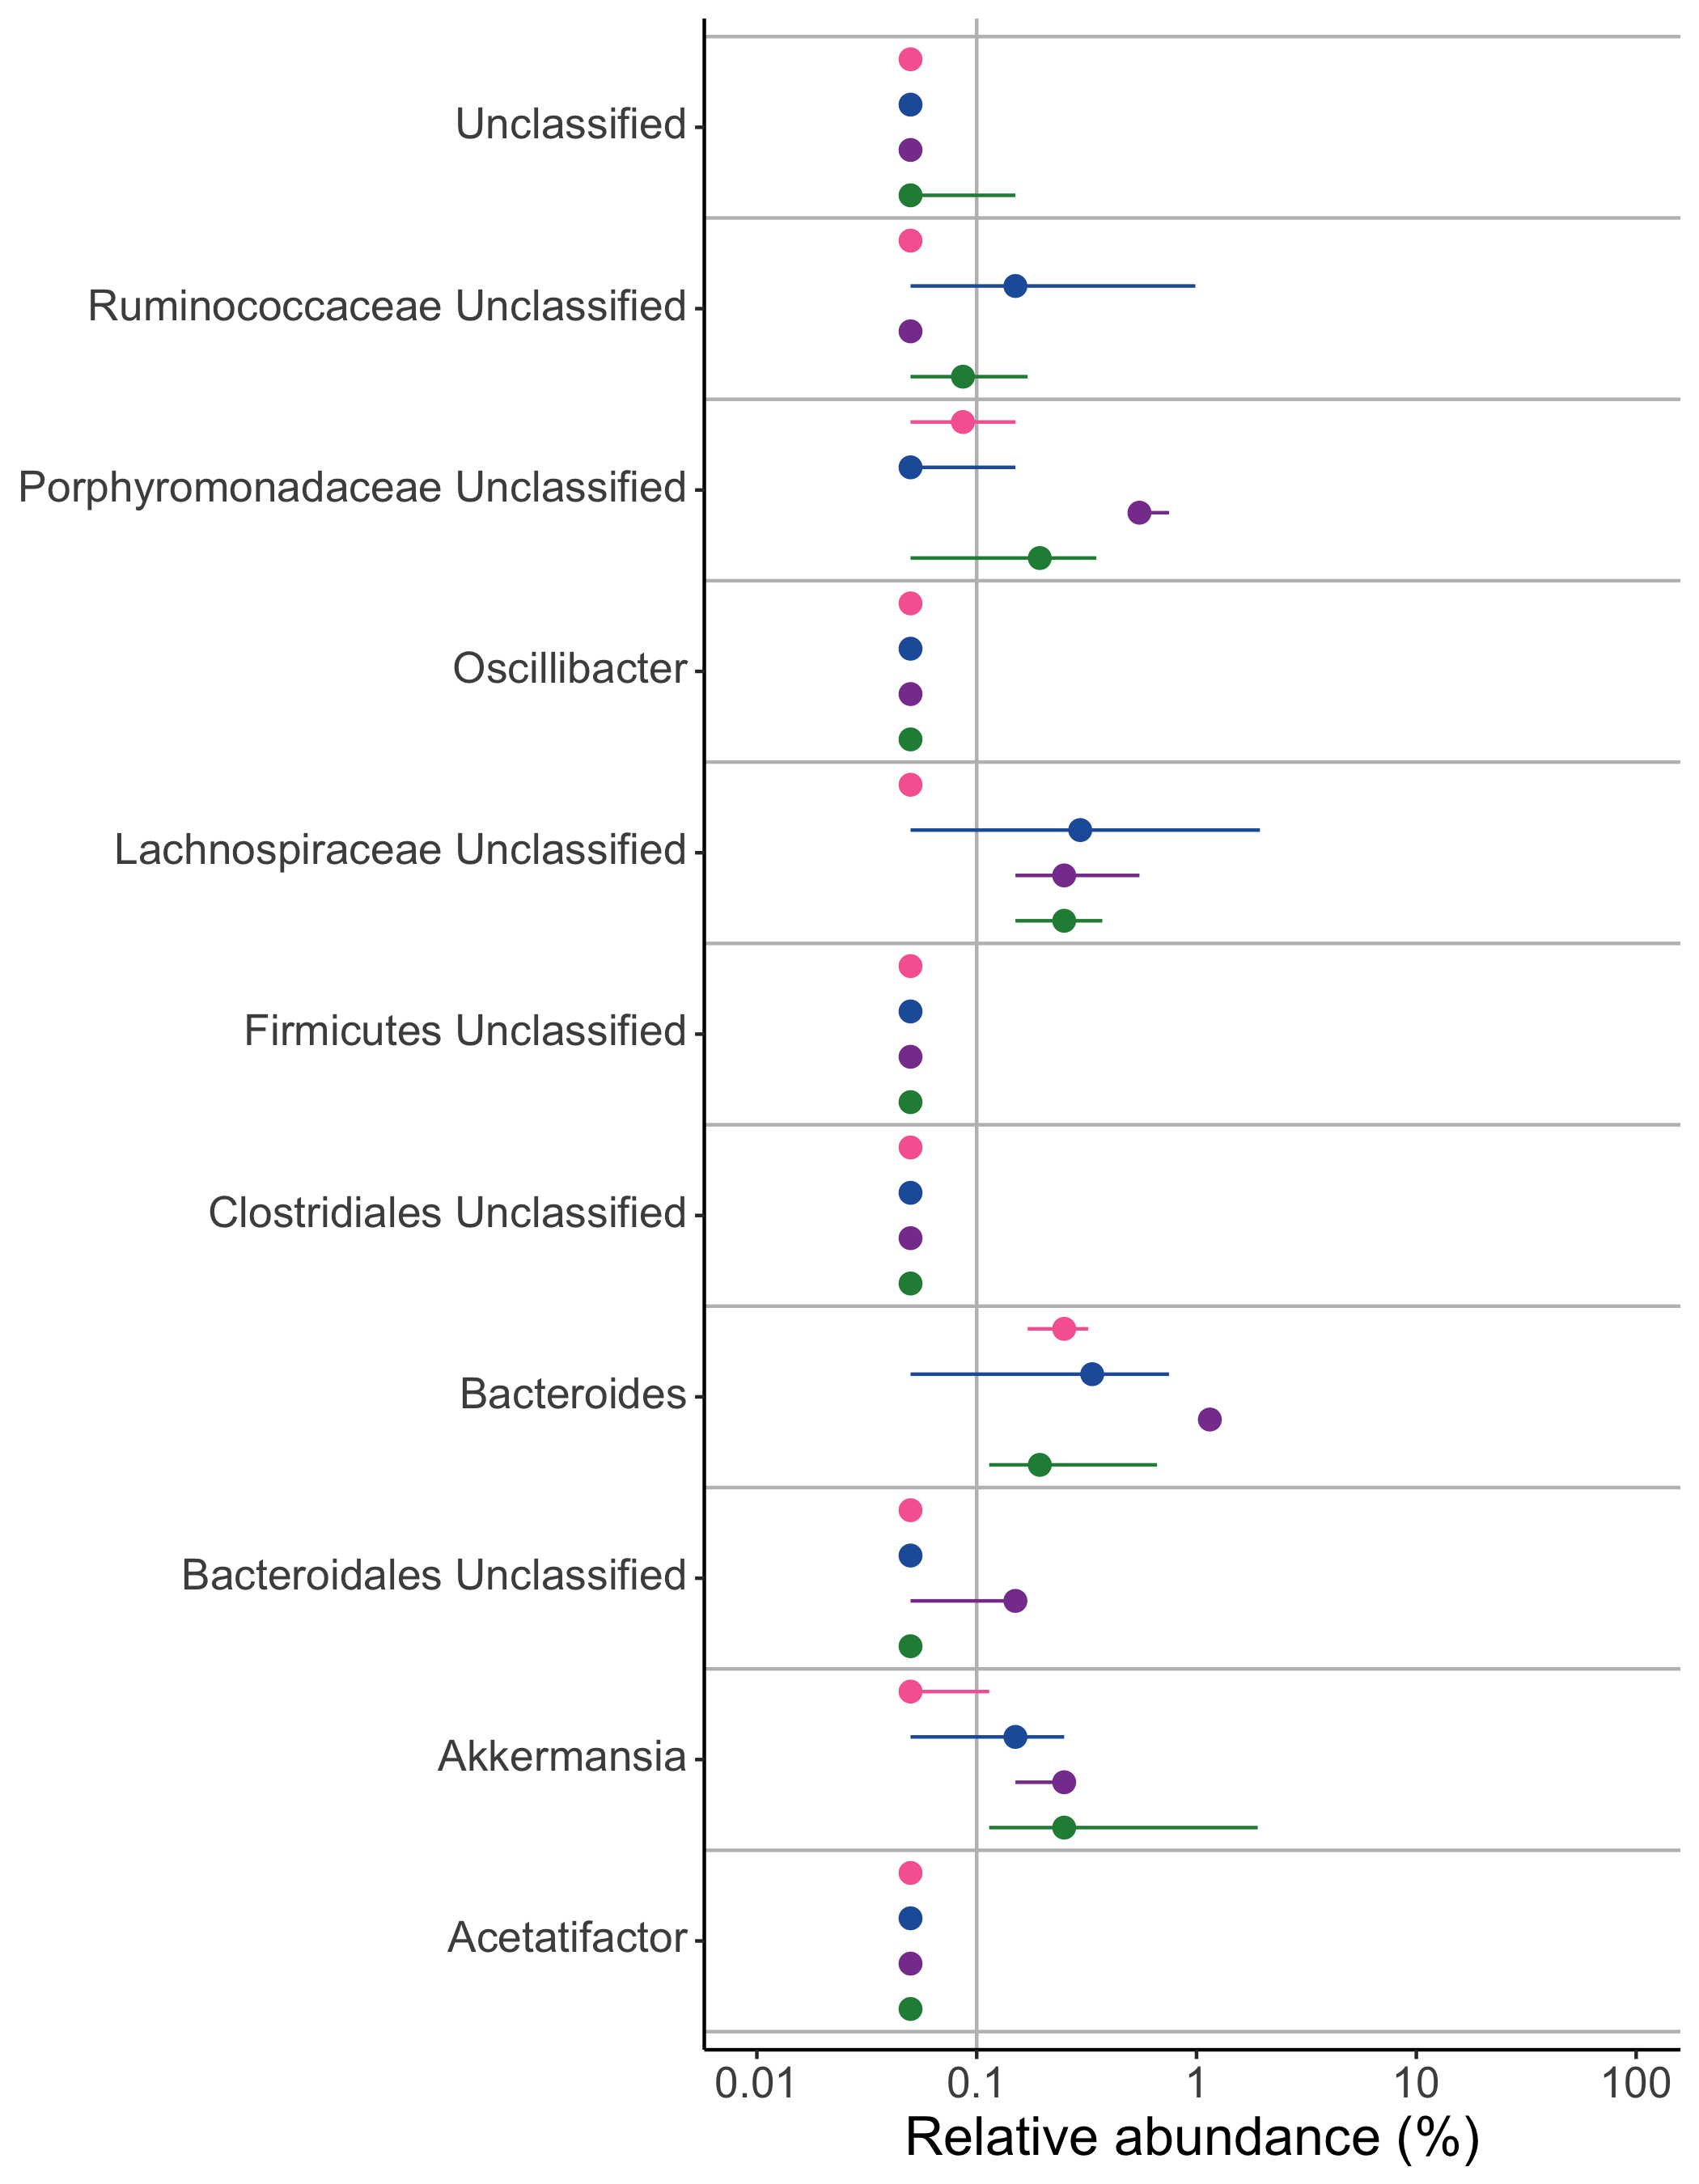 Unclassified
Ruminococcaceae Unclassified
Porphyromonadaceae Unclassified
Oscillibacter
Lachnospiraceae Unclassified
Firmicutes Unclassified
Clostridiales Unclassified
Bacteroides
Bacteroidales Unclassified
Akkermansia
Acetatifactor
0.01 0.1 1 10 100
Relative abundance (%)